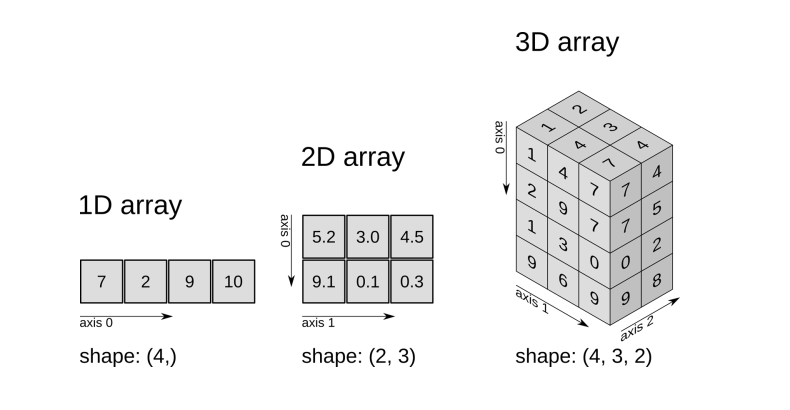 3D array
2D array
1D array
7 2 9 10
axis 0
shape: (4,)
axis 0
5.2 3.0 4.5
9.1 0.1 0.3
axis 1
shape: (2, 3)
axis 0
1 2
4 3
7 4
1 4 7 7 4
2 9 7 7 5
1 3 0 0 2
9 6 9 9 8
axis 1
axis 2
shape: (4, 3, 2)